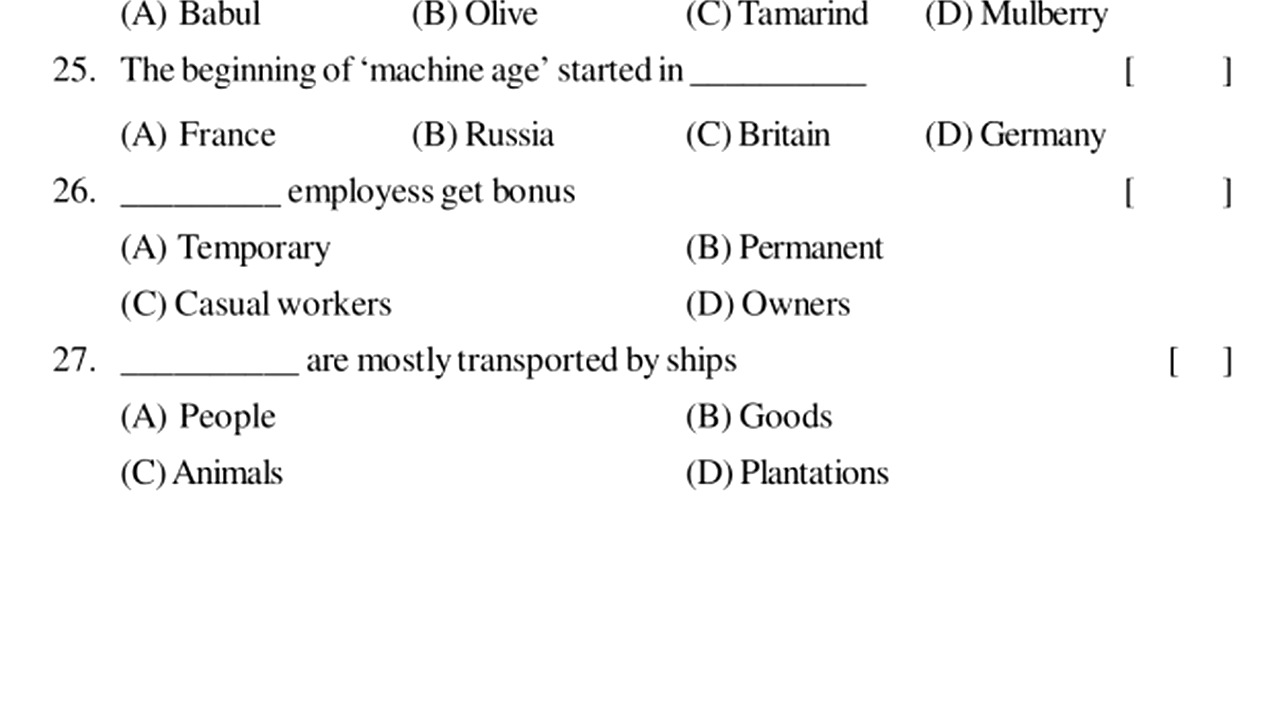 (A) Babul (B) Olive (C) Tamarind (D) Mulberry
25. The beginning of ‘machine age’ started in __________ [ ]
(A) France (B) Russia (C) Britain (D) Germany
26. _________ employess get bonus [ ]
(A) Temporary (B) Permanent
(C) Casual workers (D) Owners
27. __________ are mostly transported by ships [ ]
(A) People (B) Goods
(C) Animals (D) Plantations